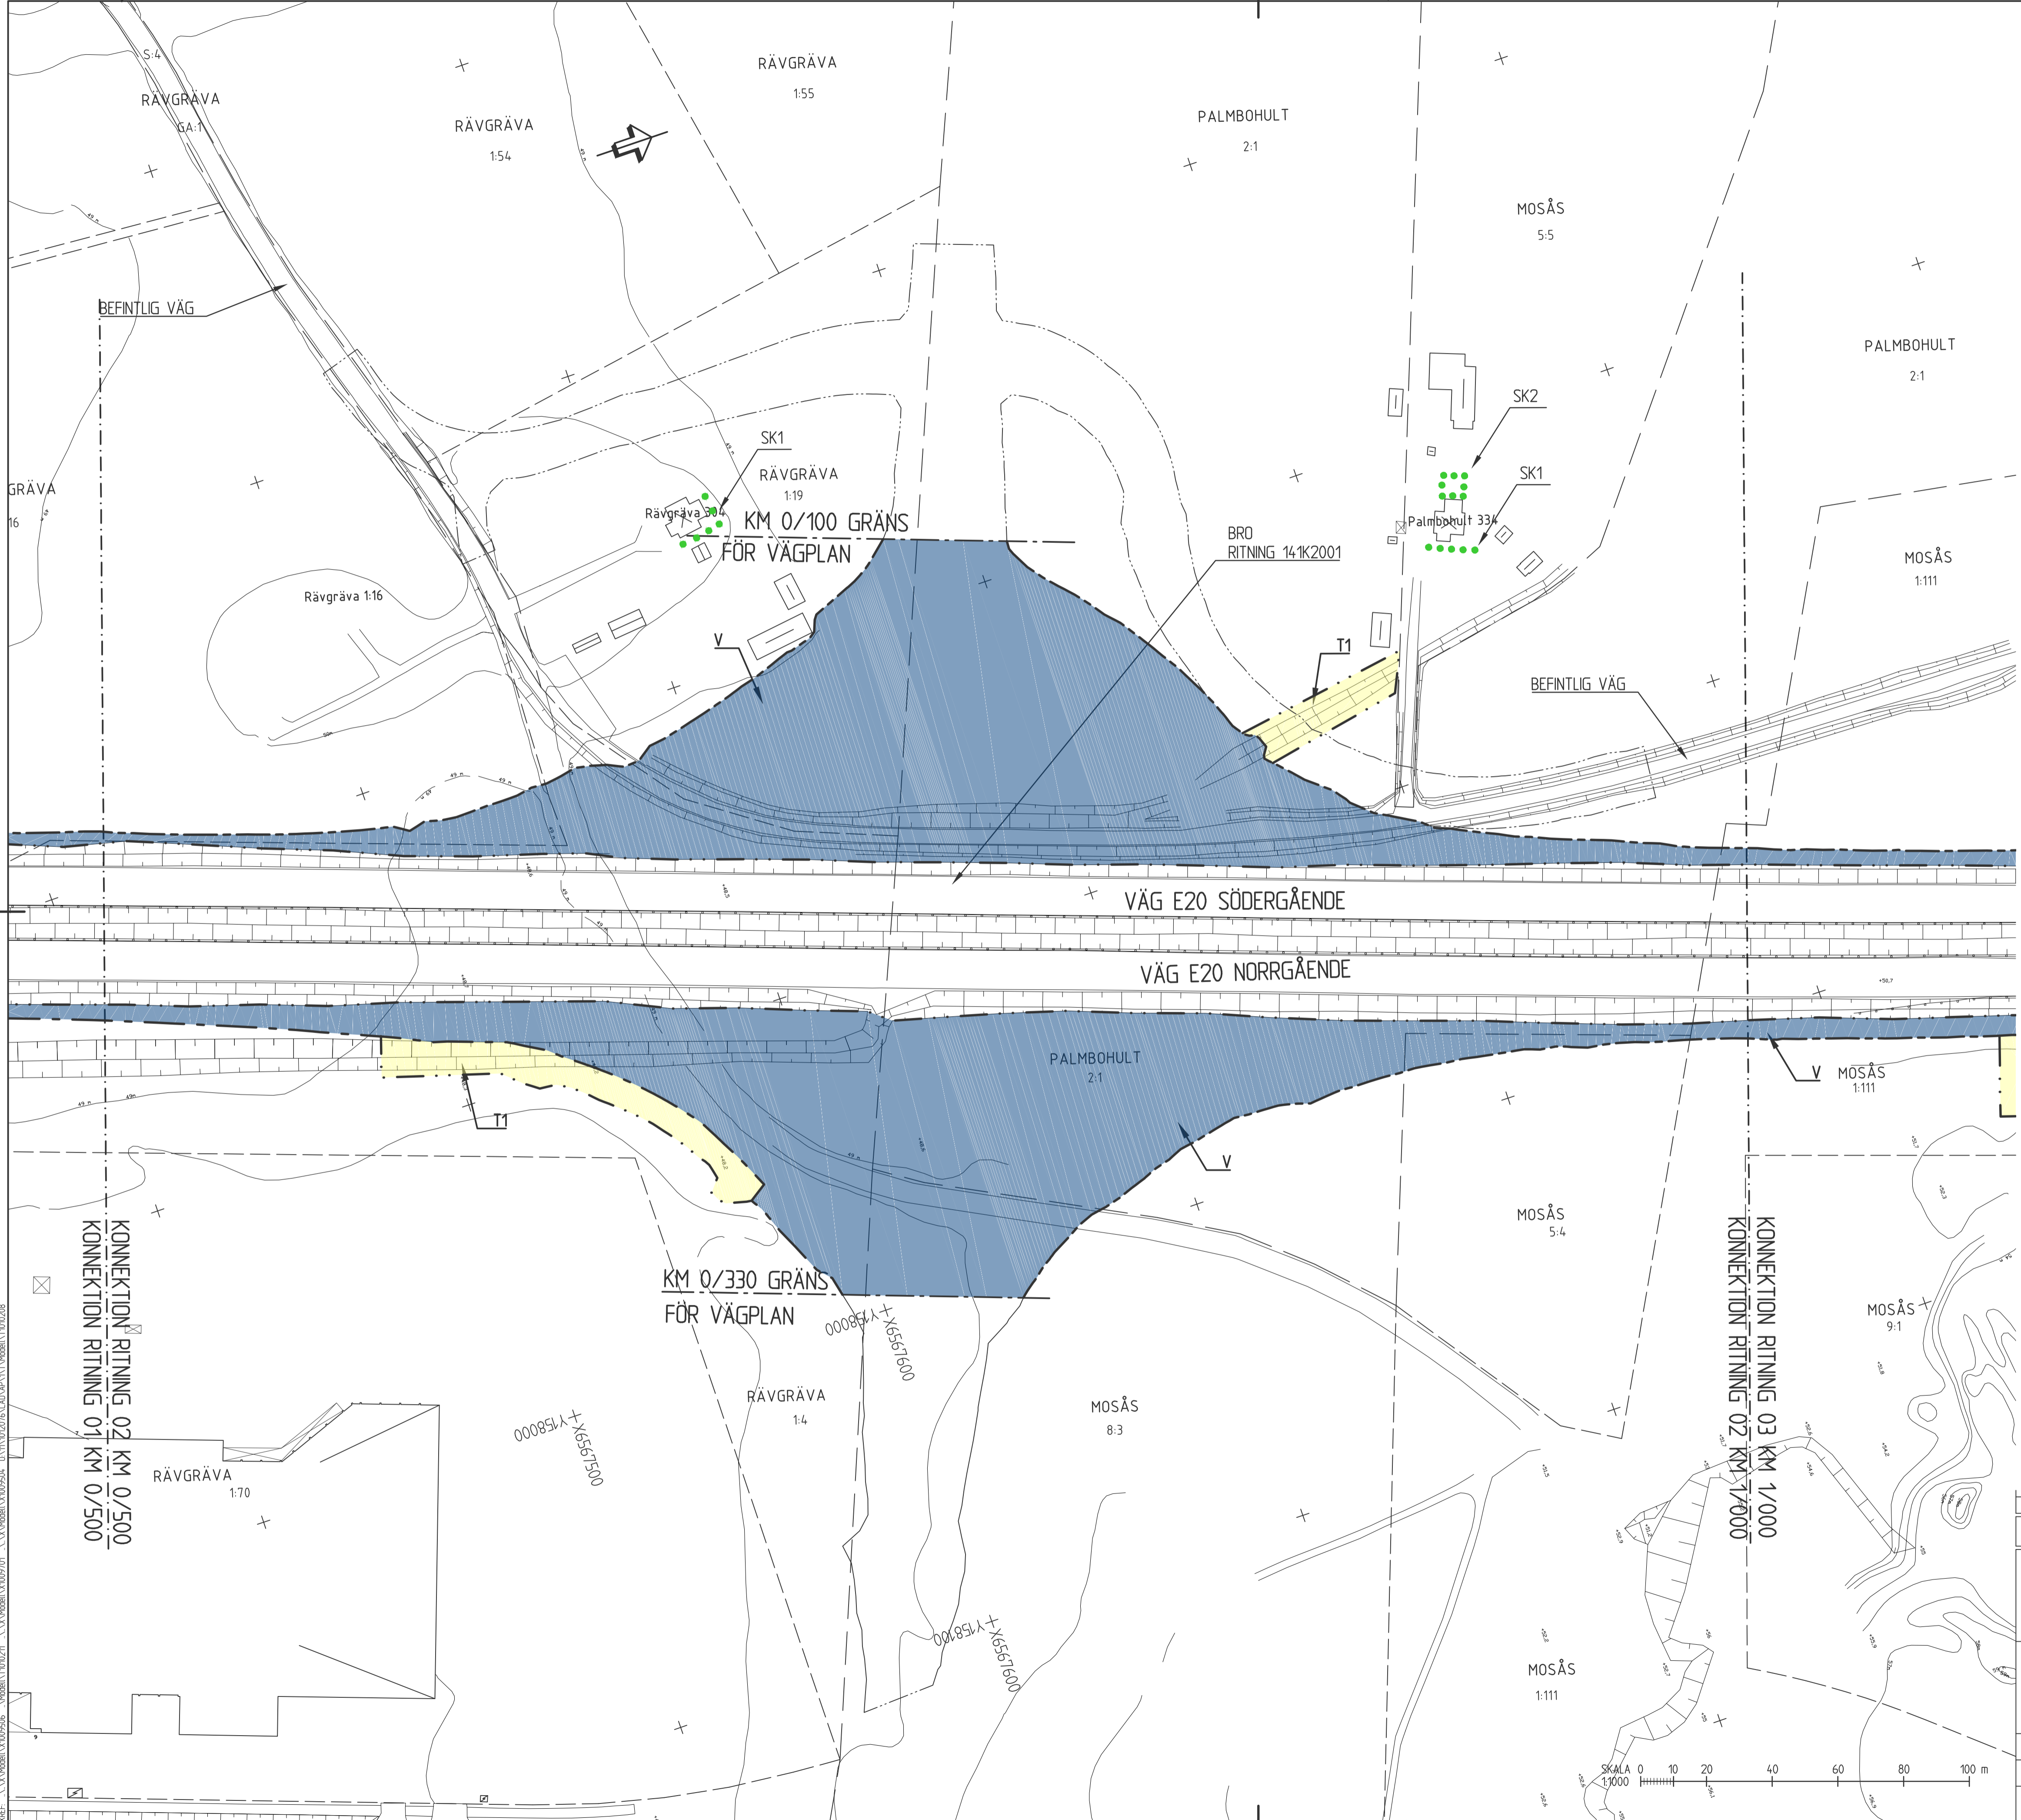 S:4
RÄVGRÄVA
GA:1
RÄVGRÄVA
1:54
RÄVGRÄVA
1:55
PALMBOHULT
2:1
MOSÅS
5:5
PALMBOHULT
2:1
BEFINTLIG VÄG
GRÄVA
16
SK1
RÄVGRÄVA
1:19
Rävgräva 304
KM 0/100 GRÄNS
FÖR VÄGPLAN
SK2
SK1
Palmbohult 334
BRO
RITNING 141K2001
MOSÅS
1:111
Rävgräva 1:16
V
T1
BEFINTLIG VÄG
VÄG E20 SÖDERGÅENDE
VÄG E20 NORRGÅENDE
PALMBOHULT
2:1
T1
V
V
MOSÅS
1:111
MOSÅS
5:4
KM 0/330 GRÄNS
FÖR VÄGPLAN
KONNEKTION RITNING 02 KM 0/500
KONNEKTION RITNING 01 KM 0/500
KONNEKTION RITNING 03 KM 1/000
KONNEKTION RITNING 02 KM 1/000
MOSÅS
9:1
Y158000
X6567600
RÄVGRÄVA
1:4
MOSÅS
8:3
Y158000
X6567500
RÄVGRÄVA
1:70
Y158100
X6567600
MOSÅS
1:111
SKALA
1:1000
0 10 20 40 60 80 100 m